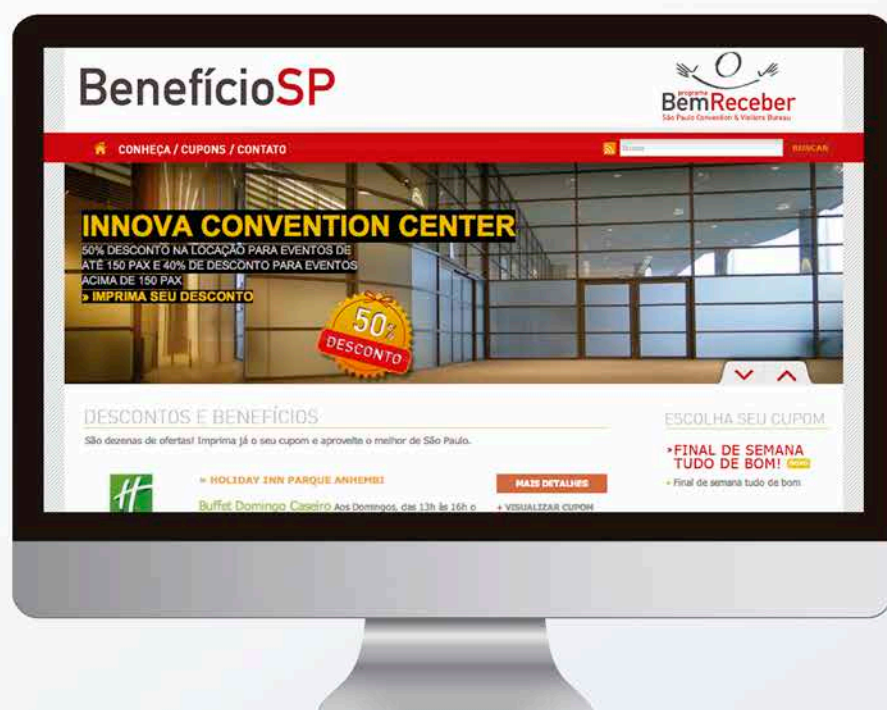 BenefícioSP
programa
BemReceber
São Paulo Convention & Visitors Bureau
CONHEÇA / CUPONS / CONTATO
Busca
BUSCAR
INNOVA CONVENTION CENTER
50% DESCONTO NA LOCAÇÃO PARA EVENTOS DE
ATÉ 150 PAX E 40% DE DESCONTO PARA EVENTOS
ACIMA DE 150 PAX
» IMPRIMA SEU DESCONTO
50%
DESCONTO
DESCONTOS E BENEFÍCIOS
São dezenas de ofertas! Imprima já o seu cupom e aproveite o melhor de São Paulo.
ESCOLHA SEU CUPOM
FINAL DE SEMANA
TUDO DE BOM!
Final de semana tudo de bom
H
» HOLIDAY INN PARQUE ANHEMBI
Buffet Domingo Caseiro Aos Domingos, das 13h às 16h o
MAIS DETALHES
+ VISUALIZAR CUPOM